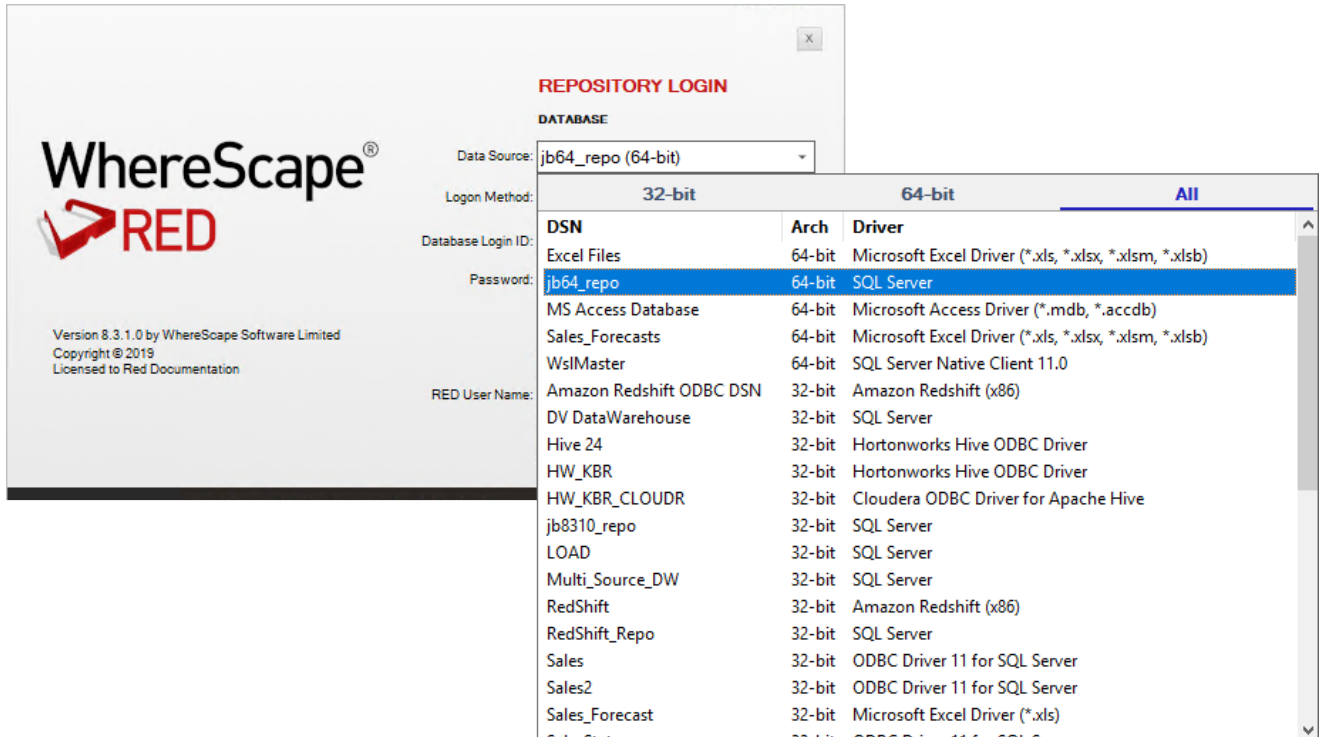 X
REPOSITORY LOGIN
DATABASE
WhereScape®
RED
Data Source: jb64_repo (64-bit)
Logon Method:
Database Login ID:
Password:
Version 8.3.1.0 by WhereScape Software Limited
Copyright © 2019
Licensed to Red Documentation
RED User Name:
32-bit 64-bit All
DSN Arch Driver
Excel Files 64-bit Microsoft Excel Driver (*.xls, *.xlsx, *.xlsm, *.xlsb)
jb64_repo 64-bit SQL Server
MS Access Database 64-bit Microsoft Access Driver (*.mdb, *.accdb)
Sales_Forecasts 64-bit Microsoft Excel Driver (*.xls, *.xlsx, *.xlsm, *.xlsb)
WslMaster 64-bit SQL Server Native Client 11.0
Amazon Redshift ODBC DSN 32-bit Amazon Redshift (x86)
DV DataWarehouse 32-bit SQL Server
Hive 24 32-bit Hortonworks Hive ODBC Driver
HW_KBR 32-bit Hortonworks Hive ODBC Driver
HW_KBR_CLOUDR 32-bit Cloudera ODBC Driver for Apache Hive
jb8310_repo 32-bit SQL Server
LOAD 32-bit SQL Server
Multi_Source_DW 32-bit SQL Server
RedShift 32-bit Amazon Redshift (x86)
RedShift_Repo 32-bit SQL Server
Sales 32-bit ODBC Driver 11 for SQL Server
Sales2 32-bit ODBC Driver 11 for SQL Server
Sales_Forecast 32-bit Microsoft Excel Driver (*.xls)